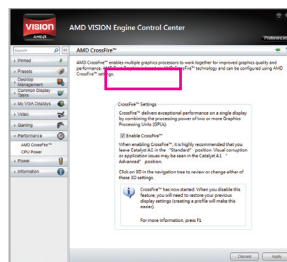 VISION
AMD
AMD VISION Engine Control Center
Preferences
Search
AMD CrossFire™
Pinned
Presets
Desktop Management
Common Display Tasks
My VGA Displays
Video
Gaming
Performance
AMD CrossFire™
CPU Power
Power
Information
AMD CrossFire™ enables multiple graphics processors to work together for improved graphics quality and
performance.
CrossFire™ settings.
CrossFire™ Settings
CrossFire™ delivers exceptional performance on a single display
by combining the processing power of two or more Graphics
Processing Units (GPUs).
Enable CrossFire™
When enabling CrossFire™, it is highly recommended that you
leave Catalyst A.I. in the "Standard" position. Visual corruption
or application issues may be seen in the Catalyst A.I. "
Advanced" position.
Click on 3D in the navigation tree to review or change either of
these 3D settings.
CrossFire™ has now started. When you disable this
feature, you will need to restore your previous
display settings (creating a profile will make this
easier).
For more information, press F1
Discard
Apply